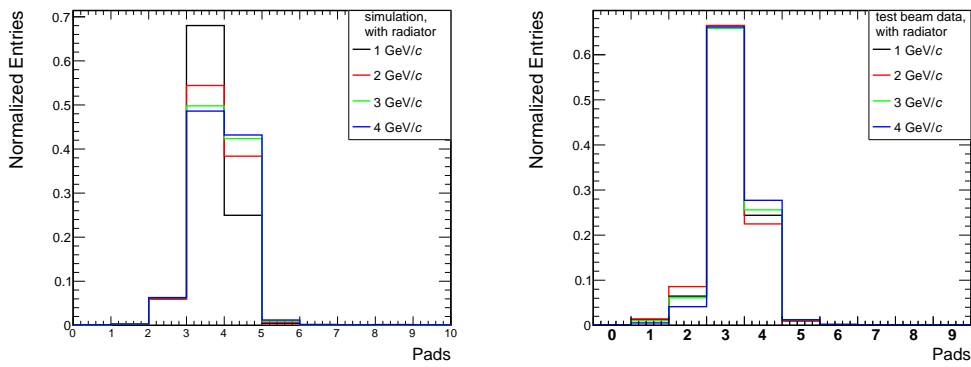 Normalized Entries
0.7
0.6
0.5
0.4
0.3
0.2
0.1
0
0 1 2 3 4 5 6 7 8 9 10
Pads
simulation,
with radiator
1 GeV/c
2 GeV/c
3 GeV/c
4 GeV/c
Normalized Entries
0.6
0.5
0.4
0.3
0.2
0.1
0
0 1 2 3 4 5 6 7 8 9
Pads
test beam data,
with radiator
1 GeV/c
2 GeV/c
3 GeV/c
4 GeV/c